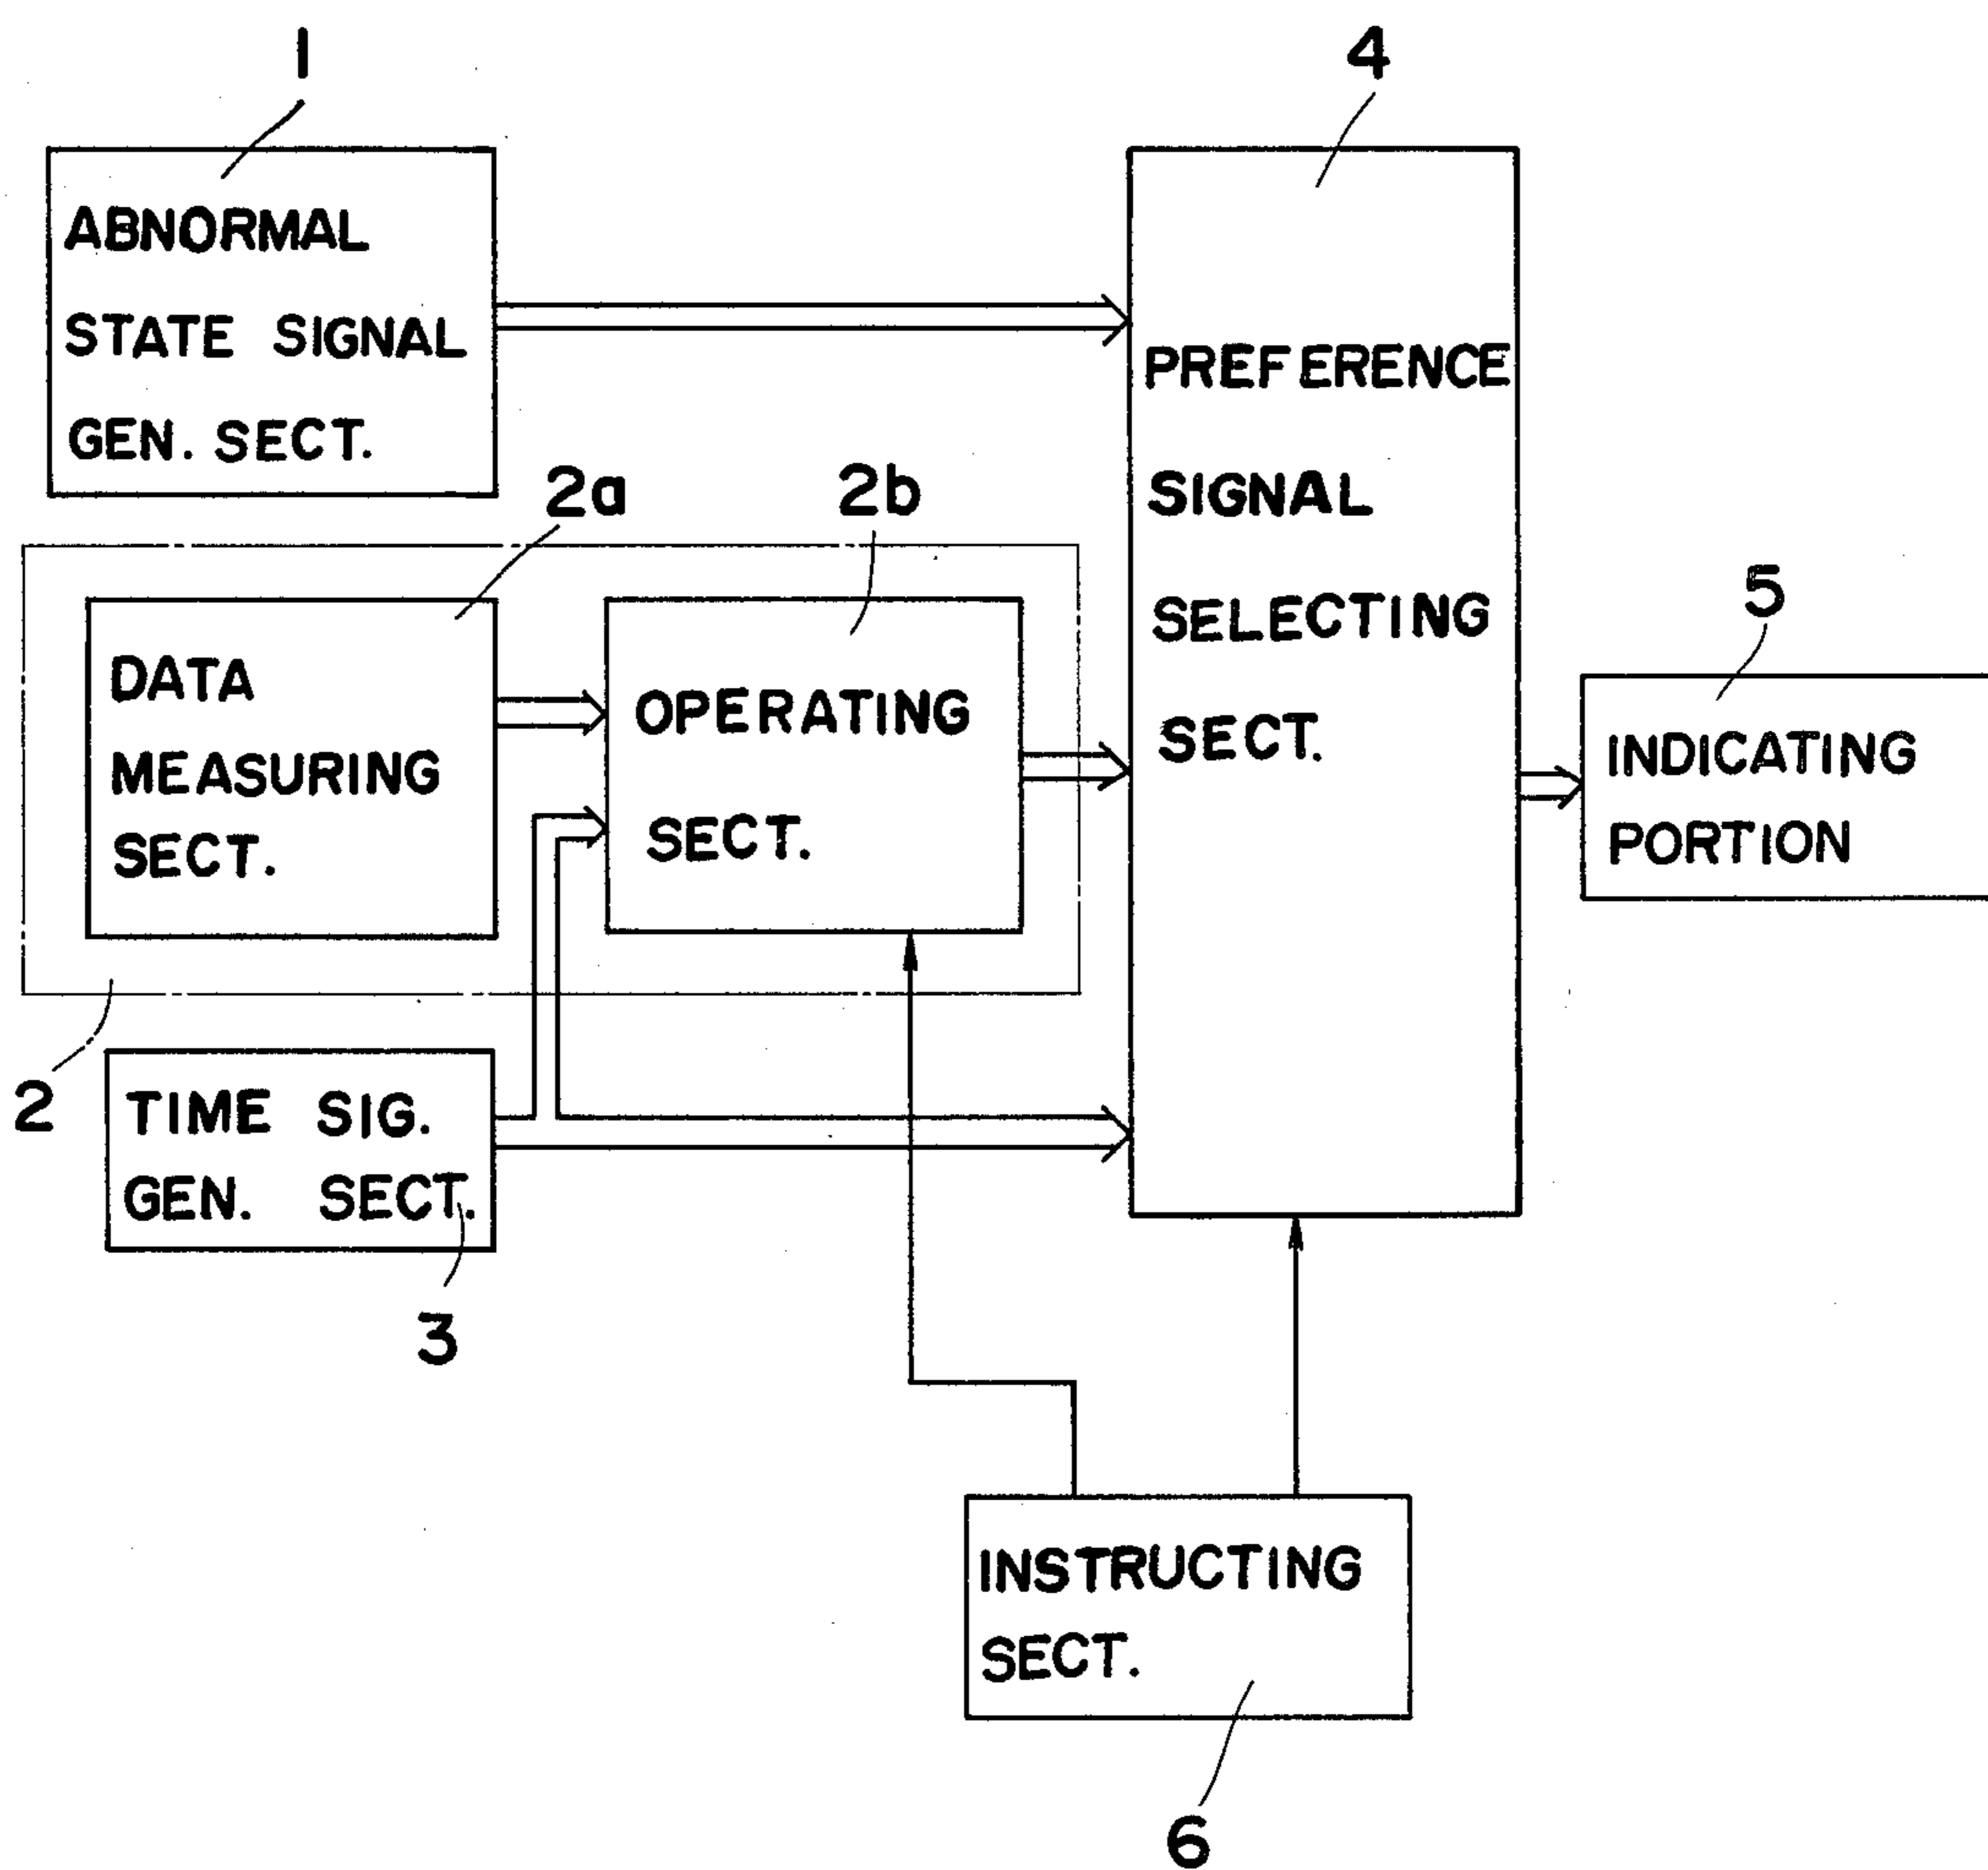 1
ABNORMAL
STATE SIGNAL
GEN. SECT.
2a
2b
DATA
MEASURING
SECT.
OPERATING
SECT.
2
TIME SIG.
GEN. SECT.
3
4
PREFERENCE
SIGNAL
SELECTING
SECT.
5
INDICATING
PORTION
INSTRUCTING
SECT.
6